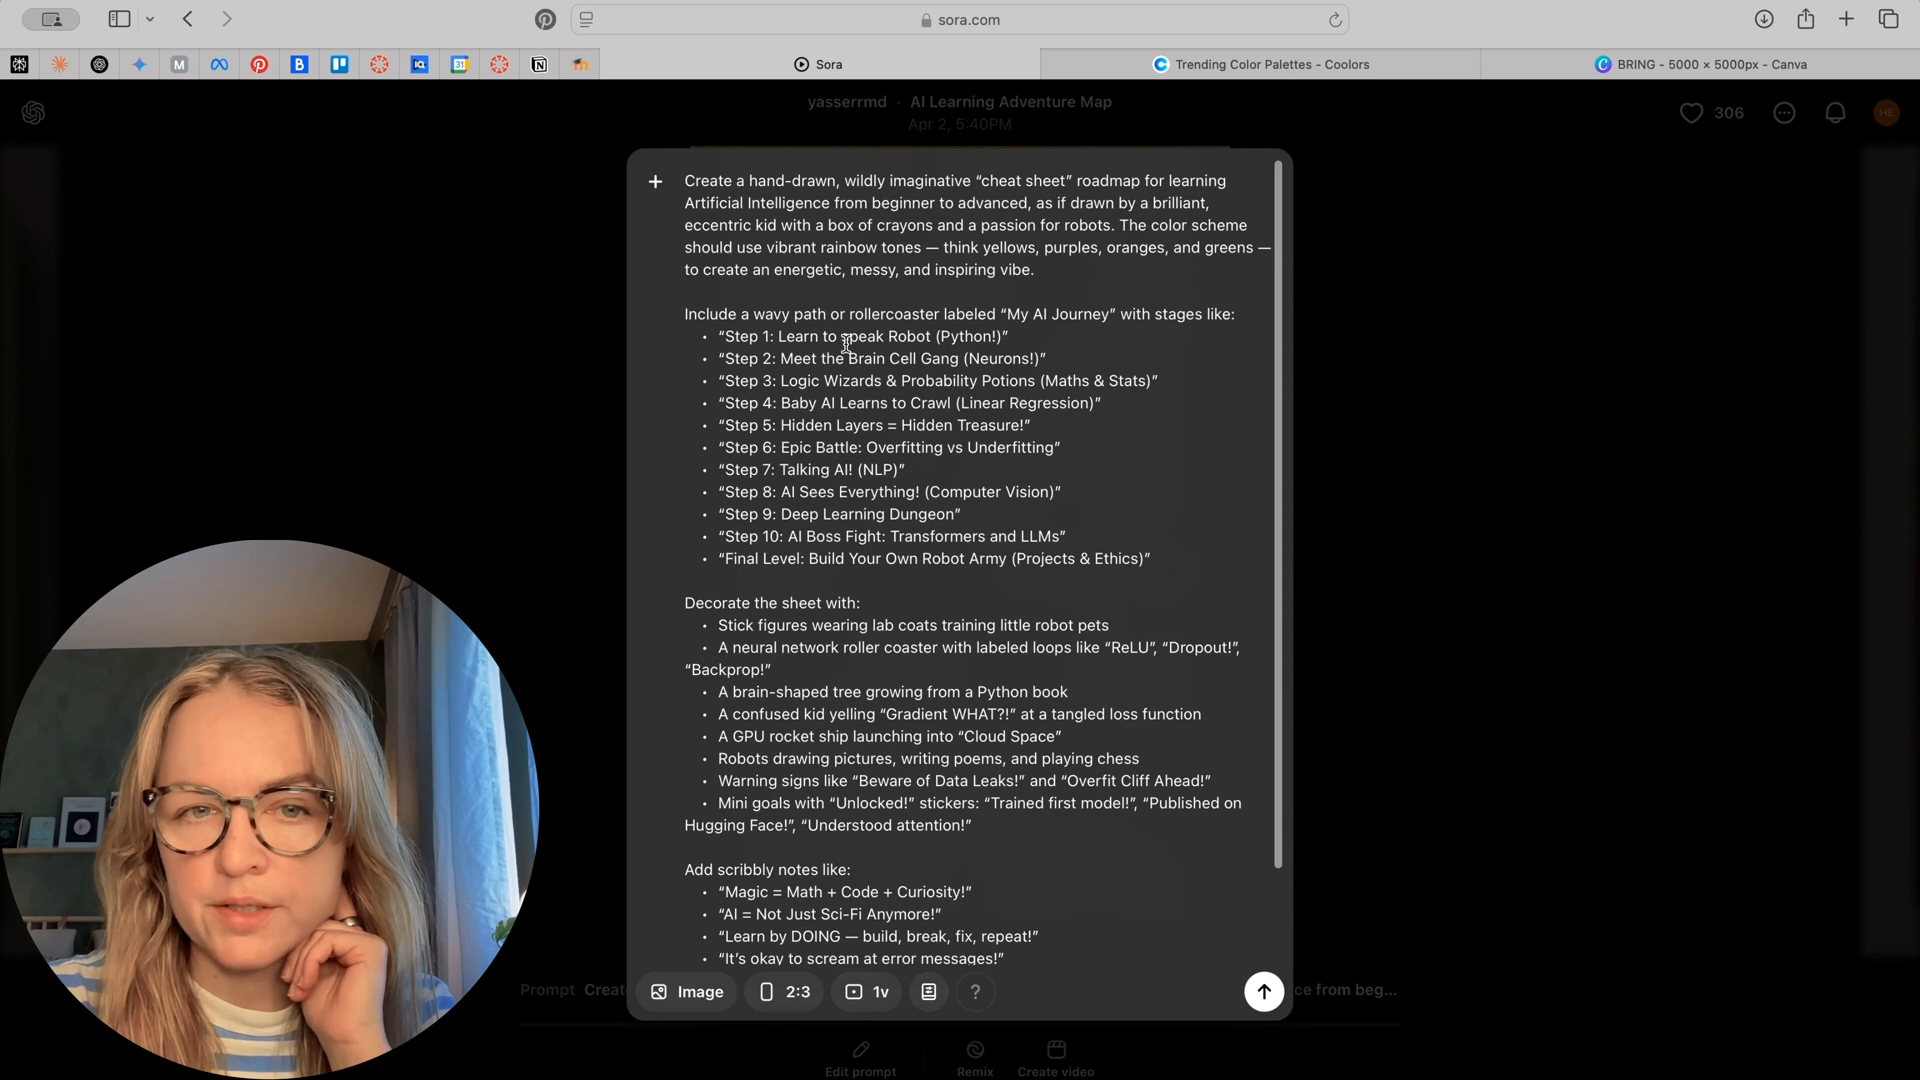 sora.com
M
B
31
Sora
Trending Color Palettes - Coolors
BRING - 5000 × 5000px - Canva
yasserrmd · AI Learning Adventure Map
Apr 2, 5:40PM
306
HE
Create a hand-drawn, wildly imaginative “cheat sheet” roadmap for learning
Artificial Intelligence from beginner to advanced, as if drawn by a brilliant,
eccentric kid with a box of crayons and a passion for robots. The color scheme
should use vibrant rainbow tones — think yellows, purples, oranges, and greens —
to create an energetic, messy, and inspiring vibe.
Include a wavy path or rollercoaster labeled “My AI Journey” with stages like:
• “Step 1: Learn to speak Robot (Python!)”
• “Step 2: Meet the Brain Cell Gang (Neurons!)”
• “Step 3: Logic Wizards & Probability Potions (Maths & Stats)”
• “Step 4: Baby AI Learns to Crawl (Linear Regression)”
• “Step 5: Hidden Layers = Hidden Treasure!”
• “Step 6: Epic Battle: Overfitting vs Underfitting”
• “Step 7: Talking AI! (NLP)”
• “Step 8: AI Sees Everything! (Computer Vision)”
• “Step 9: Deep Learning Dungeon”
• “Step 10: AI Boss Fight: Transformers and LLMs”
• “Final Level: Build Your Own Robot Army (Projects & Ethics)”
Decorate the sheet with:
• Stick figures wearing lab coats training little robot pets
• A neural network roller coaster with labeled loops like “ReLU”, “Dropout!”,
“Backprop!”
• A brain-shaped tree growing from a Python book
• A confused kid yelling “Gradient WHAT?!” at a tangled loss function
• A GPU rocket ship launching into “Cloud Space”
• Robots drawing pictures, writing poems, and playing chess
• Warning signs like “Beware of Data Leaks!” and “Overfit Cliff Ahead!”
• Mini goals with “Unlocked!” stickers: “Trained first model!”, “Published on
Hugging Face!”, “Understood attention!”
Add scribbly notes like:
• “Magic = Math + Code + Curiosity!”
• “AI = Not Just Sci-Fi Anymore!”
• “Learn by DOING — build, break, fix, repeat!”
• “It’s okay to scream at error messages!”
Prompt Creat
ce from beg...
Image
2:3
1v
?
Edit prompt
Remix
Create video